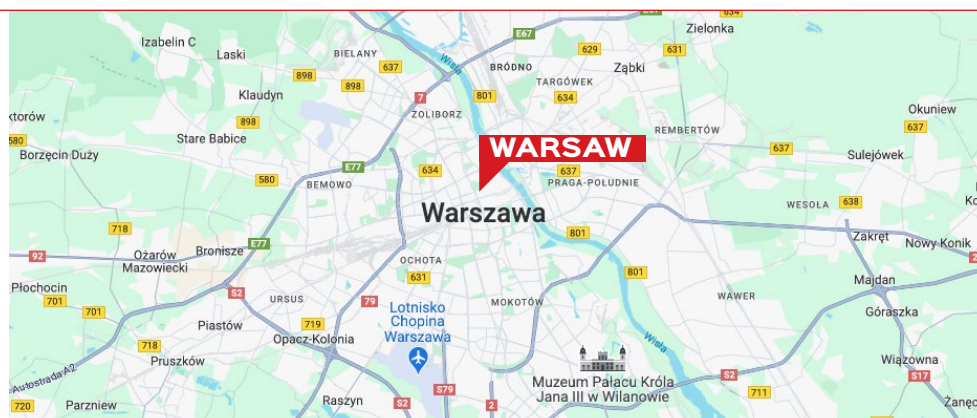 634
Zielonka
E67
E67
Izabelin C
Laski
BIELANY
637
Wisła
BRÓDNO
629
631
Ząbki
TARGÓWEK
898
898
801
634
Klaudyn
7
ŻOLIBORZ
Okuniew
637
898
580
Stare Babice
REMBERTÓW
WARSAW
Borzęcin Duży
E77
634
637
637
Sulejówek
580
BEMOWO
PRAGA-POŁUDNIE
WESOŁA
638
Warszawa
718
801
Zakręt
Nowy Konik
E77
92
Ożarów
Mazowiecki
Bronisze
OCHOTA
631
801
2
Płochocin
Majdan
701
701
S2
URSUS
79
MOKOTÓW
WAWER
Góraszka
Lotnisko
Chopina
Warszawa
Piastów
719
Opacz-Kolonia
Wisła
718
Pruszków
Wiązowna
Autostrada A2
Muzeum Pałacu Króla
Jana III w Wilanowie
S2
711
S17
S79
720
Parzniew
Raszyn
S2
2